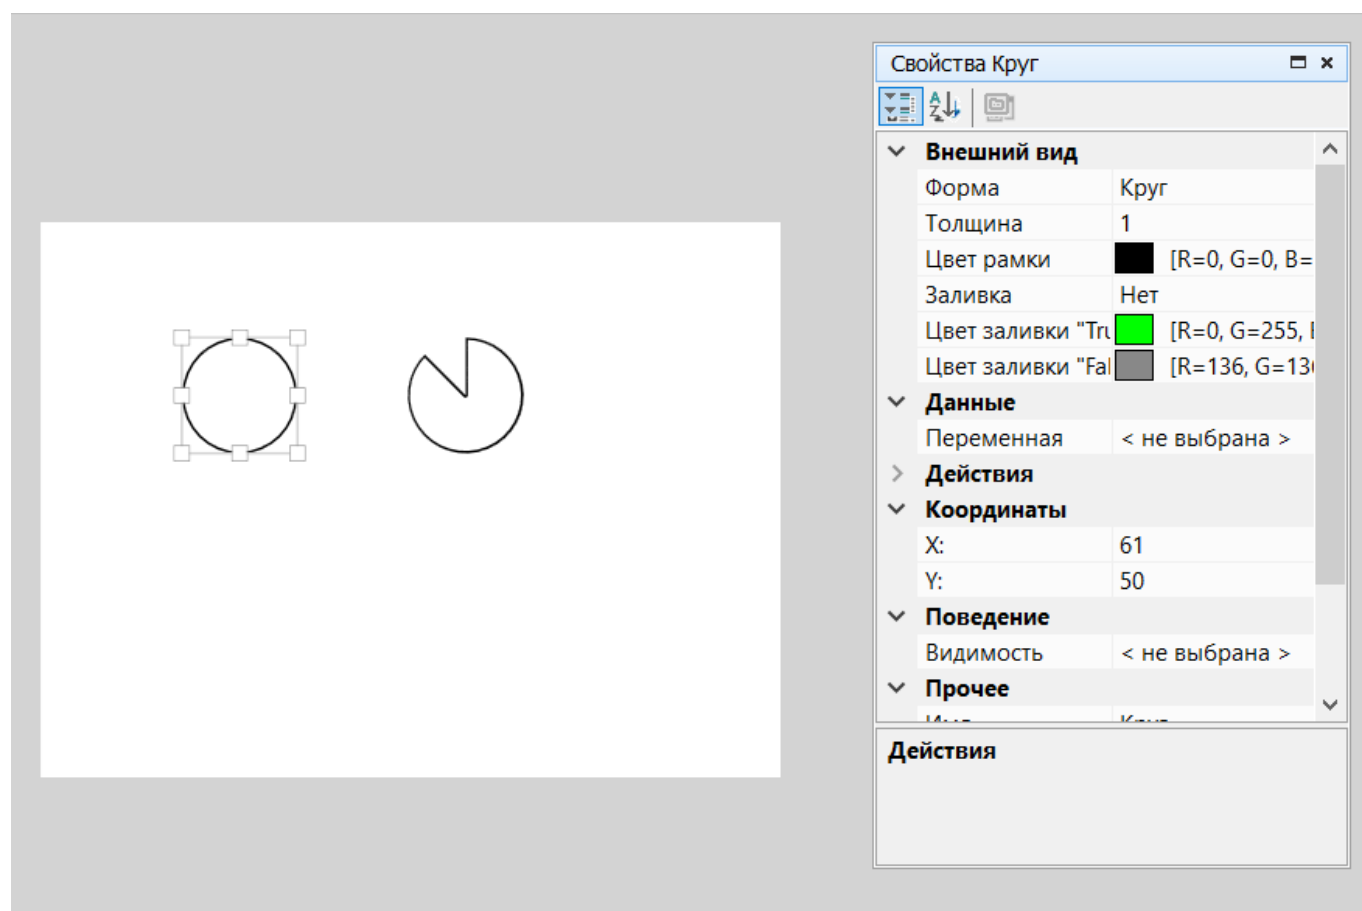 Свойства Круг
Внешний вид
Форма Круг
Толщина 1
Цвет рамки [R=0, G=0, B=
Заливка Нет
Цвет заливки "Tru [R=0, G=255,
Цвет заливки "Fal [R=136, G=13
Данные
Переменная < не выбрана >
Действия
Координаты
X: 61
Y: 50
Поведение
Видимость < не выбрана >
Прочее
Действия